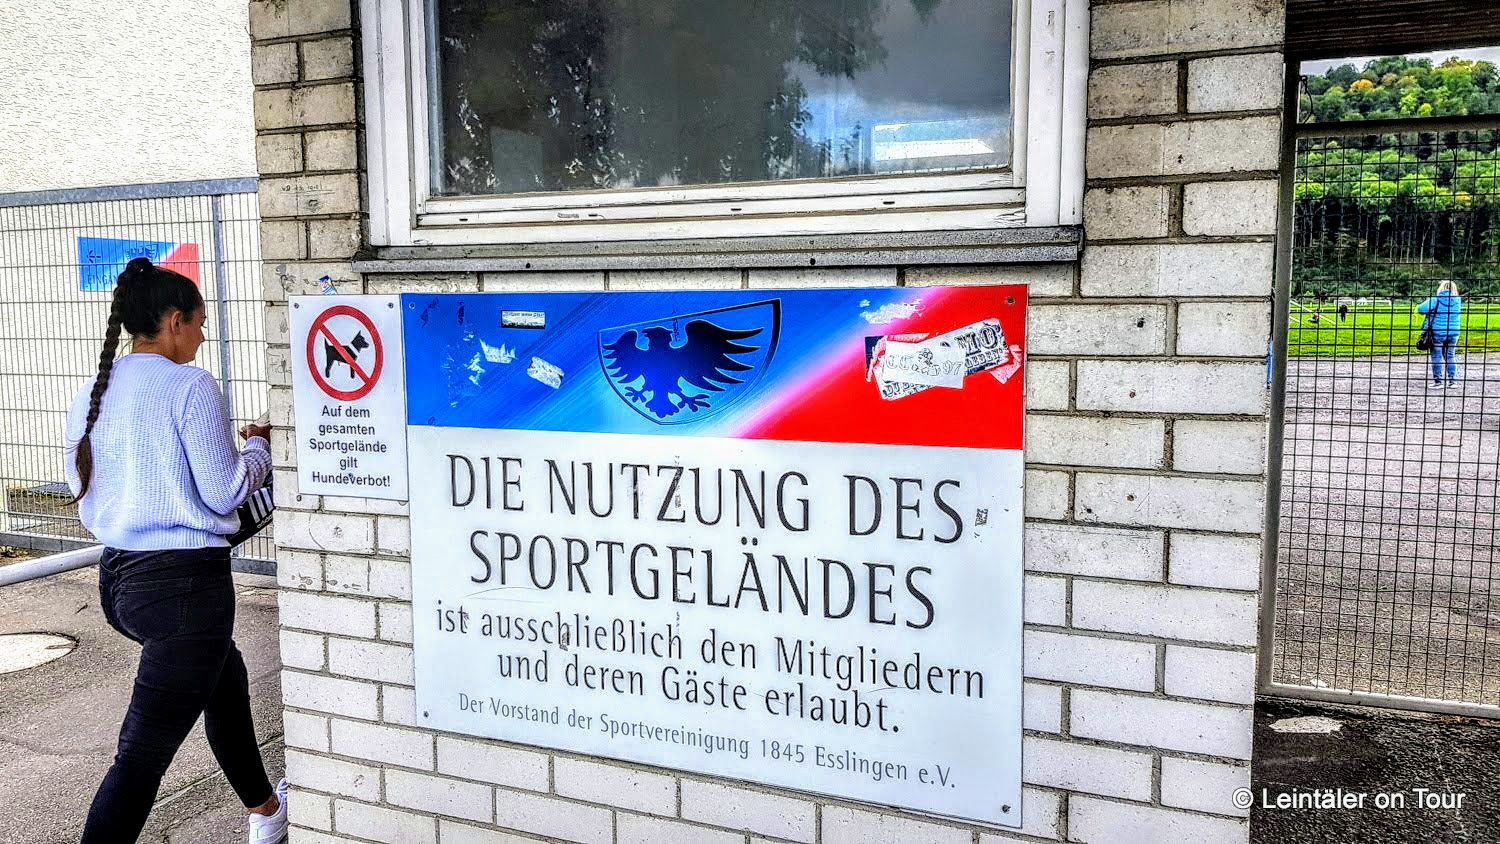 EINGANG
Auf dem
gesamten
Sportgelände
gilt
Hundeverbot!
DIE NUTZUNG DES
SPORTGELÄNDES
ist ausschließlich den Mitgliedern
und deren Gäste erlaubt.
Der Vorstand der Sportvereinigung 1845 Esslingen e.V.
© Leintäler on Tour